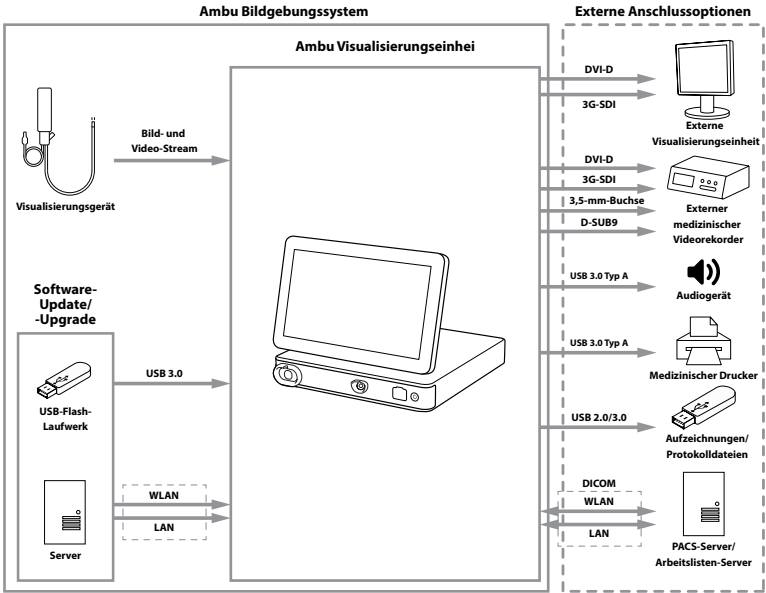 Ambu Bildgebungssystem
Externe Anschlussoptionen
Ambu Visualisierungseinhei
Bild- und
Video-Stream
Visualisierungsgerät
Software-
Update/
-Upgrade
USB 3.0
USB-Flash-
Laufwerk
WLAN
LAN
Server
DVI-D
3G-SDI
Externe
Visualisierungseinheit
DVI-D
3G-SDI
3,5-mm-Buchse
D-SUB9
Externer
medizinischer
Videorekorder
USB 3.0 Typ A
Audiogerät
USB 3.0 Typ A
Medizinischer Drucker
USB 2.0/3.0
Aufzeichnungen/
Protokolldateien
DICOM
WLAN
LAN
PACS-Server/
Arbeitslisten-Server